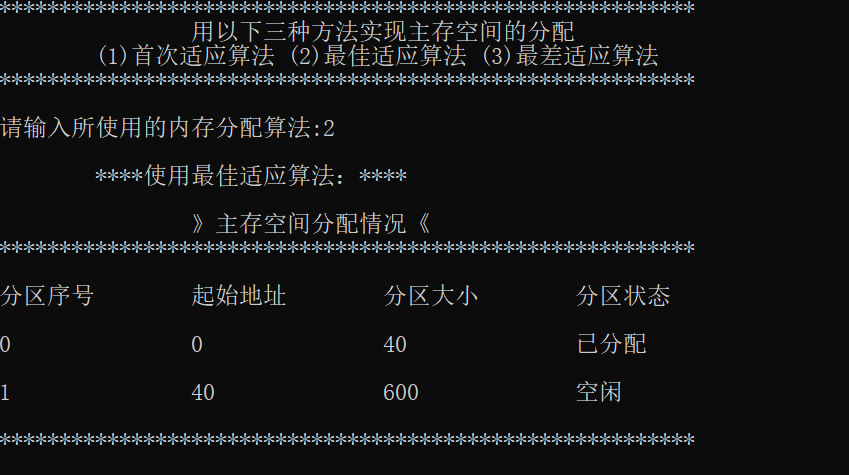 **********************************************************
用以下三种方法实现主存空间的分配
(1)首次适应算法 (2)最佳适应算法 (3)最差适应算法
**********************************************************
请输入所使用的内存分配算法:2
****使用最佳适应算法：****
》主存空间分配情况《
**********************************************************
分区序号 起始地址 分区大小 分区状态
0 0 40 已分配
1 40 600 空闲
**********************************************************